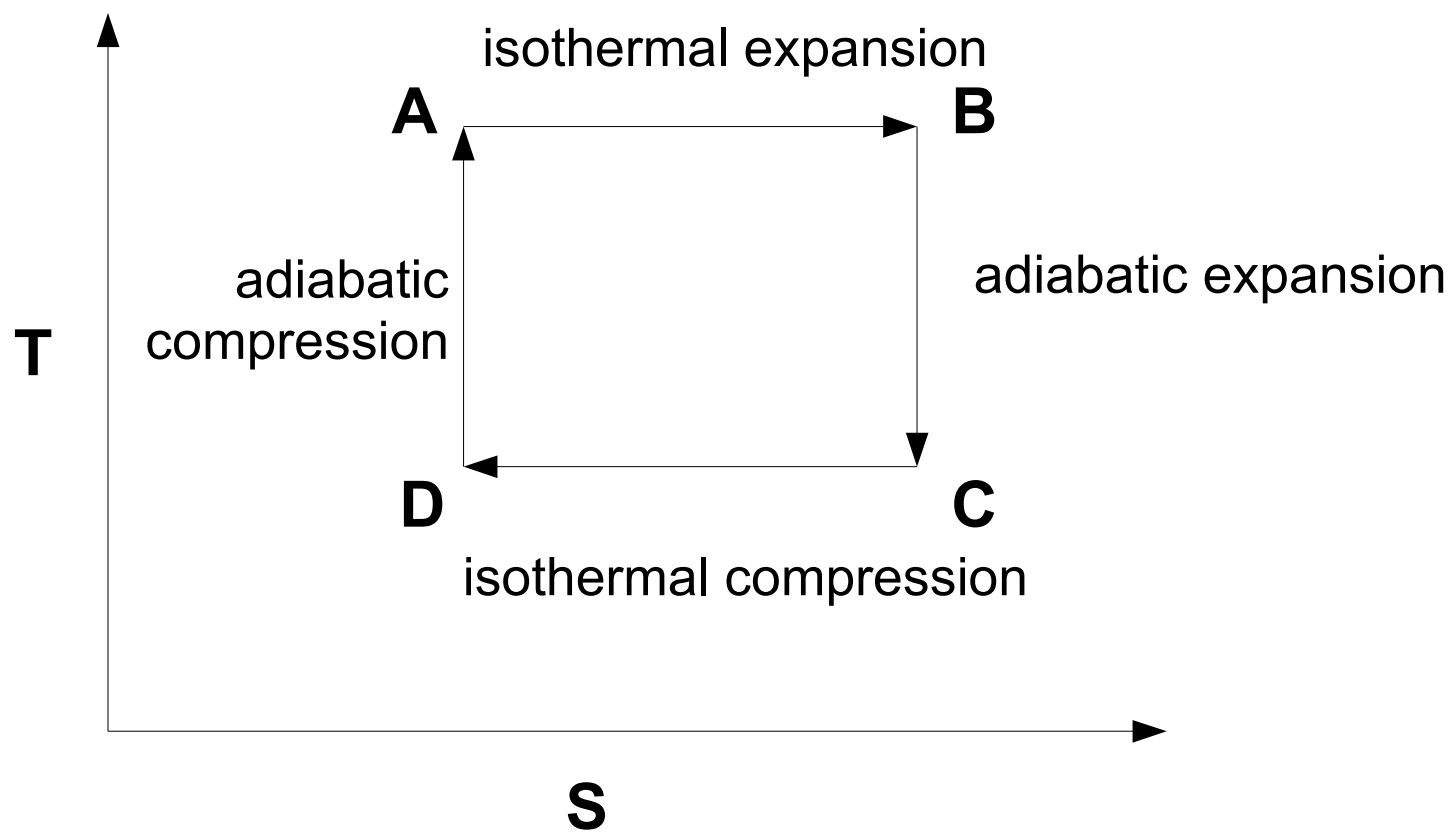 isothermal expansion
A
B
adiabatic
compression
adiabatic expansion
T
D
C
isothermal compression
S